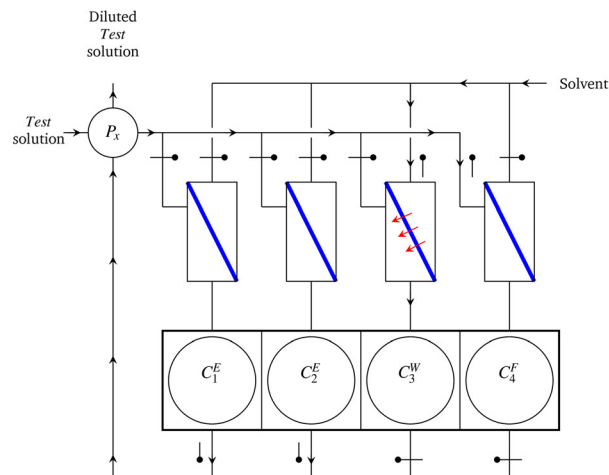 Diluted
Test
solution
Solvent
Test
solution
P_x
C_1^E
C_2^E
C_3^W
C_4^F